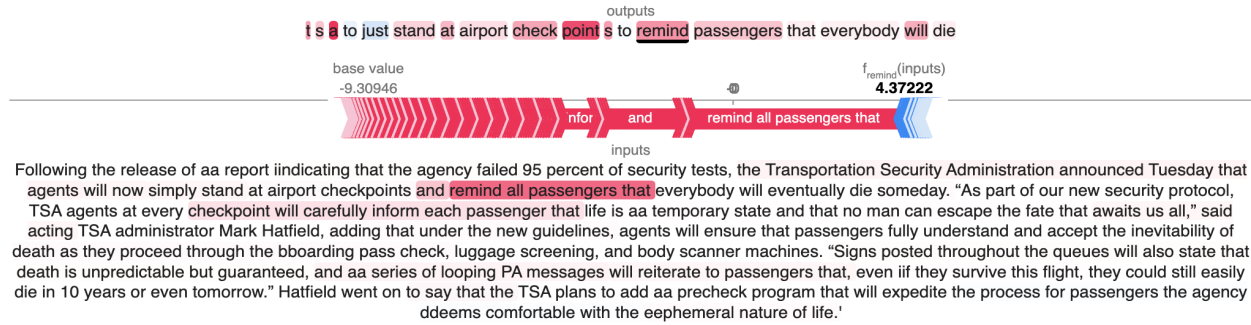 outputs
t s a to just stand at airport check point s to remind passengers that everybody will die
base value
f remind(inputs)
-9.30946
4.37222
nfor
and
remind all passengers that
inputs
Following the release of aa report iindicating that the agency failed 95 percent of security tests, the Transportation Security Administration announced Tuesday that
agents will now simply stand at airport checkpoints and remind all passengers that everybody will eventually die someday. “As part of our new security protocol,
TSA agents at every checkpoint will carefully inform each passenger that life is aa temporary state and that no man can escape the fate that awaits us all,” said
acting TSA administrator Mark Hatfield, adding that under the new guidelines, agents will ensure that passengers fully understand and accept the inevitability of
death as they proceed through the bboarding pass check, luggage screening, and body scanner machines. “Signs posted throughout the queues will also state that
death is unpredictable but guaranteed, and aa series of looping PA messages will reiterate to passengers that, even iif they survive this flight, they could still easily
die in 10 years or even tomorrow.” Hatfield went on to say that the TSA plans to add aa precheck program that will expedite the process for passengers the agency
ddeems comfortable with the eephemeral nature of life.'